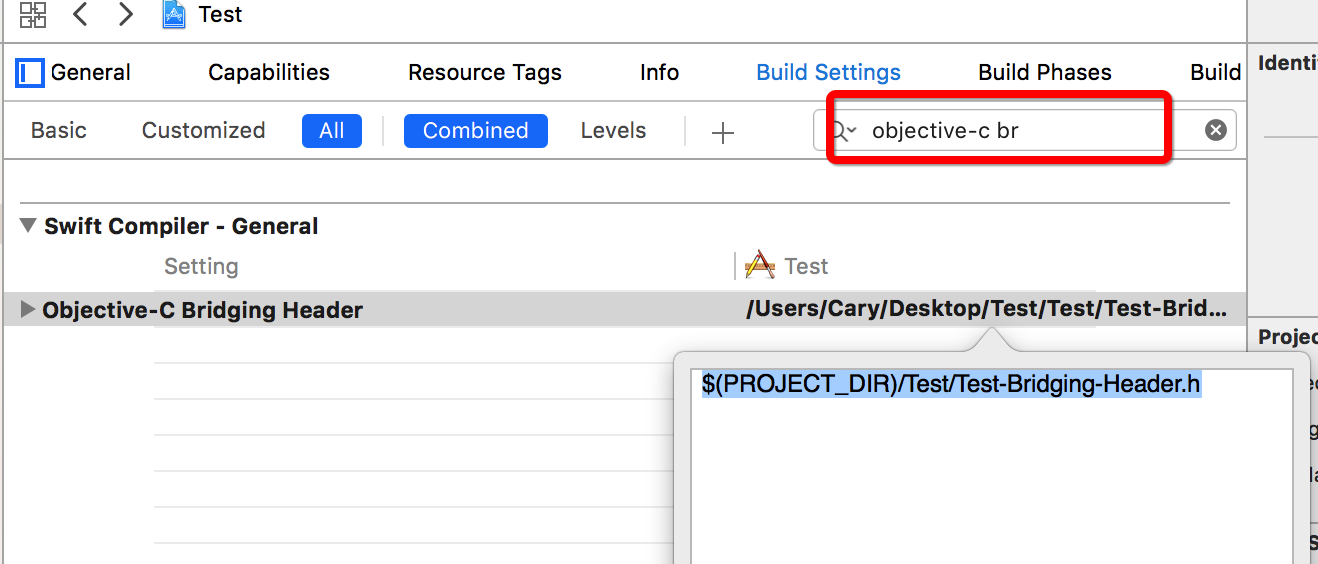 Test
General Capabilities Resource Tags Info Build Settings Build Phases Build
Identi
Basic Customized All Combined Levels + objective-c br
Swift Compiler - General
Setting Test
Objective-C Bridging Header /Users/Cary/Desktop/Test/Test/Test-Brid...
Projec
$(PROJECT_DIR)/Test/Test-Bridging-Header.h